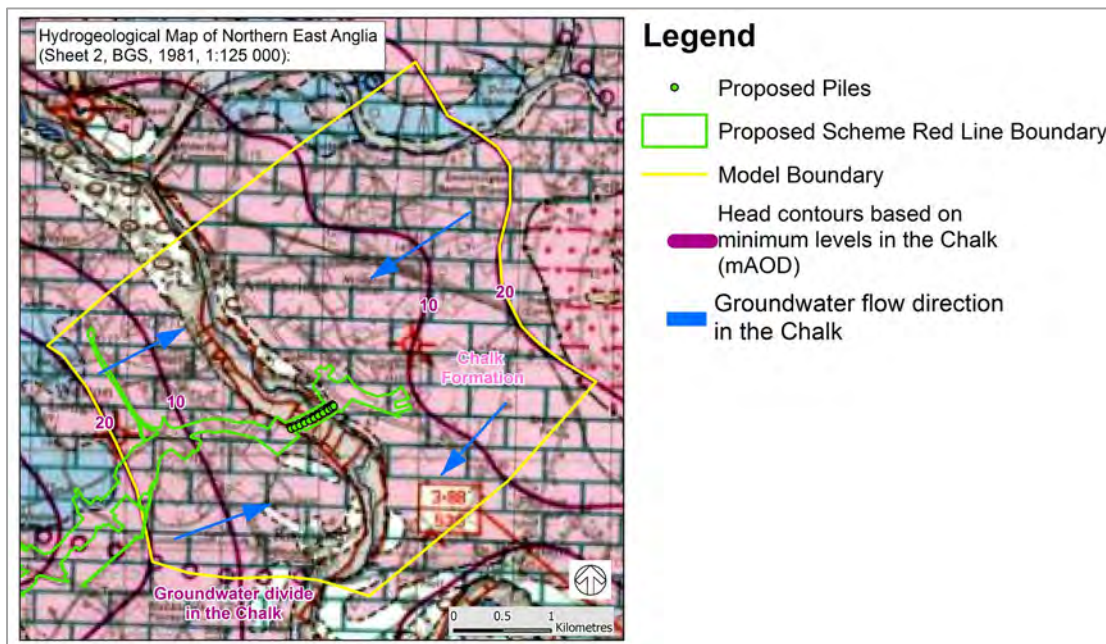 Hydrogeological Map of Northern East Anglia
(Sheet 2, BGS, 1981, 1:125 000):
10
20
Chalk
Formation
10
20
3·88
Groundwater divide
in the Chalk
0 0.5 1
Kilometres
Legend
Proposed Piles
Proposed Scheme Red Line Boundary
Model Boundary
Head contours based on
minimum levels in the Chalk
(mAOD)
Groundwater flow direction
in the Chalk